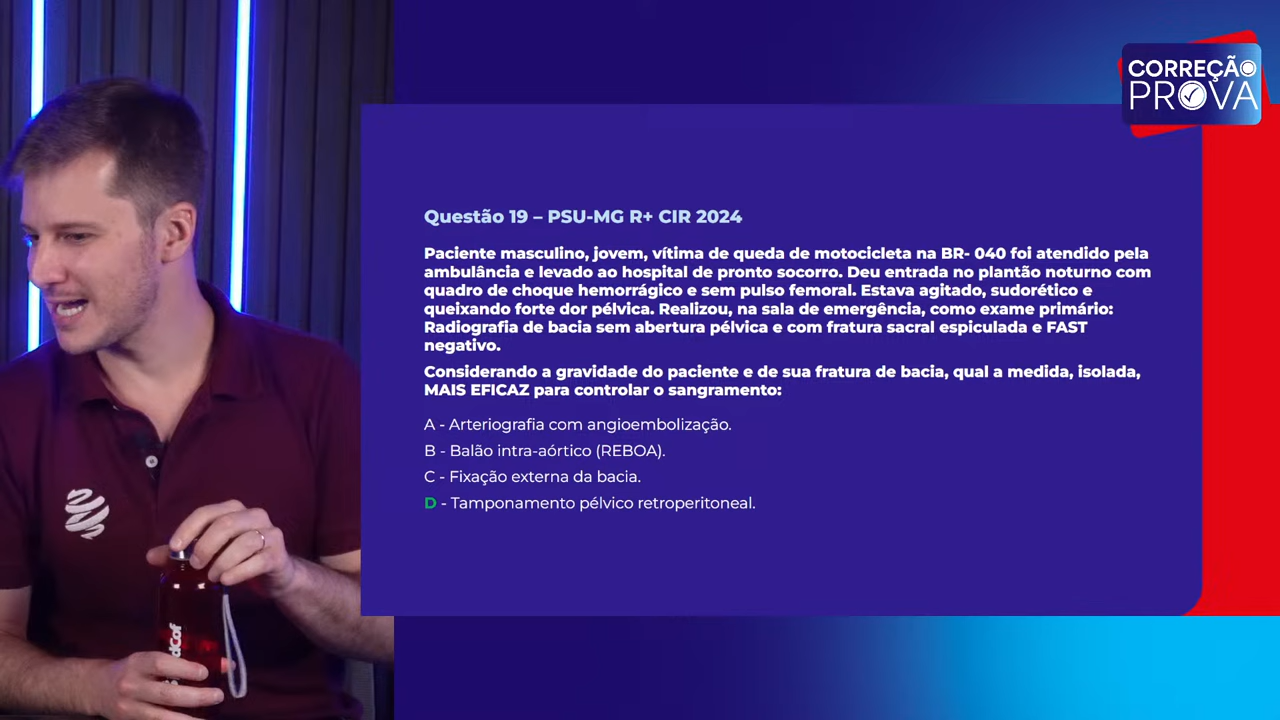 CORREÇÃO
PROVA
Questão 19 – PSU-MG R+ CIR 2024
Paciente masculino, jovem, vítima de queda de motocicleta na BR- 040 foi atendido pela
ambulância e levado ao hospital de pronto socorro. Deu entrada no plantão noturno com
quadro de choque hemorrágico e sem pulso femoral. Estava agitado, sudorético e
queixando forte dor pélvica. Realizou, na sala de emergência, como exame primário:
Radiografia de bacia sem abertura pélvica e com fratura sacral espiculada e FAST
negativo.
Considerando a gravidade do paciente e de sua fratura de bacia, qual a medida, isolada,
MAIS EFICAZ para controlar o sangramento:
A - Arteriografia com angioembolização.
B - Balão intra-aórtico (REBOA).
C - Fixação externa da bacia.
D - Tamponamento pélvico retroperitoneal.